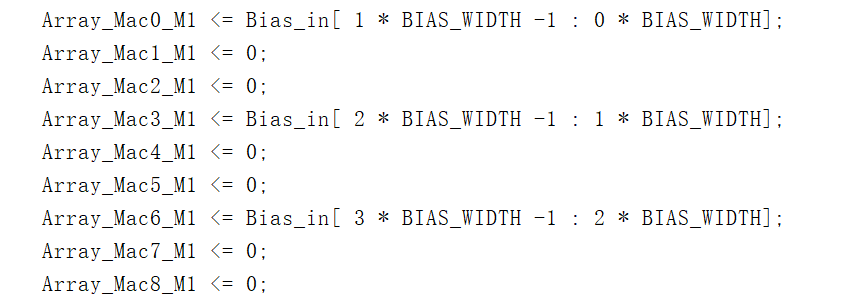 Array_Mac0_M1 <= Bias_in[ 1 * BIAS_WIDTH -1 : 0 * BIAS_WIDTH];
Array_Mac1_M1 <= 0;
Array_Mac2_M1 <= 0;
Array_Mac3_M1 <= Bias_in[ 2 * BIAS_WIDTH -1 : 1 * BIAS_WIDTH];
Array_Mac4_M1 <= 0;
Array_Mac5_M1 <= 0;
Array_Mac6_M1 <= Bias_in[ 3 * BIAS_WIDTH -1 : 2 * BIAS_WIDTH];
Array_Mac7_M1 <= 0;
Array_Mac8_M1 <= 0;